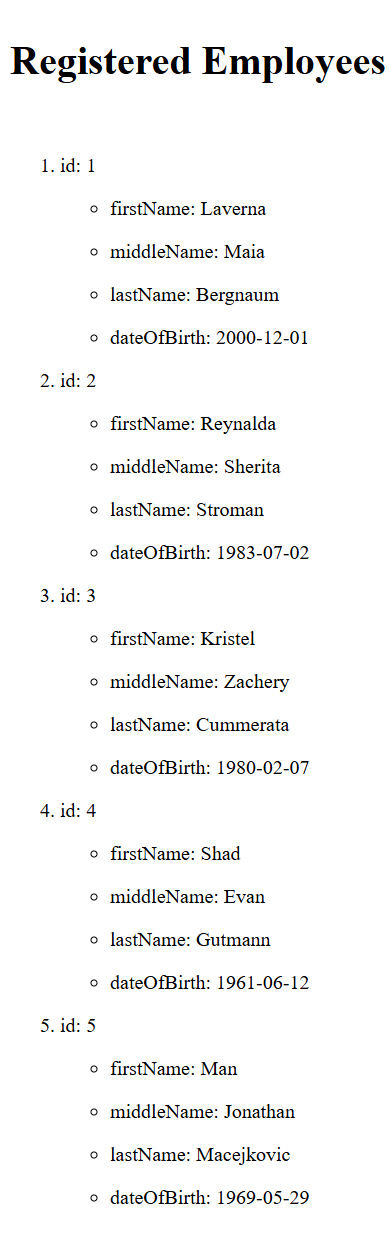 Registered Employees
1. id: 1
◦ firstName: Laverna
◦ middleName: Maia
◦ lastName: Bergnaum
◦ dateOfBirth: 2000-12-01
2. id: 2
◦ firstName: Reynalda
◦ middleName: Sherita
◦ lastName: Stroman
◦ dateOfBirth: 1983-07-02
3. id: 3
◦ firstName: Kristel
◦ middleName: Zachery
◦ lastName: Cummerata
◦ dateOfBirth: 1980-02-07
4. id: 4
◦ firstName: Shad
◦ middleName: Evan
◦ lastName: Gutmann
◦ dateOfBirth: 1961-06-12
5. id: 5
◦ firstName: Man
◦ middleName: Jonathan
◦ lastName: Macejkovic
◦ dateOfBirth: 1969-05-29